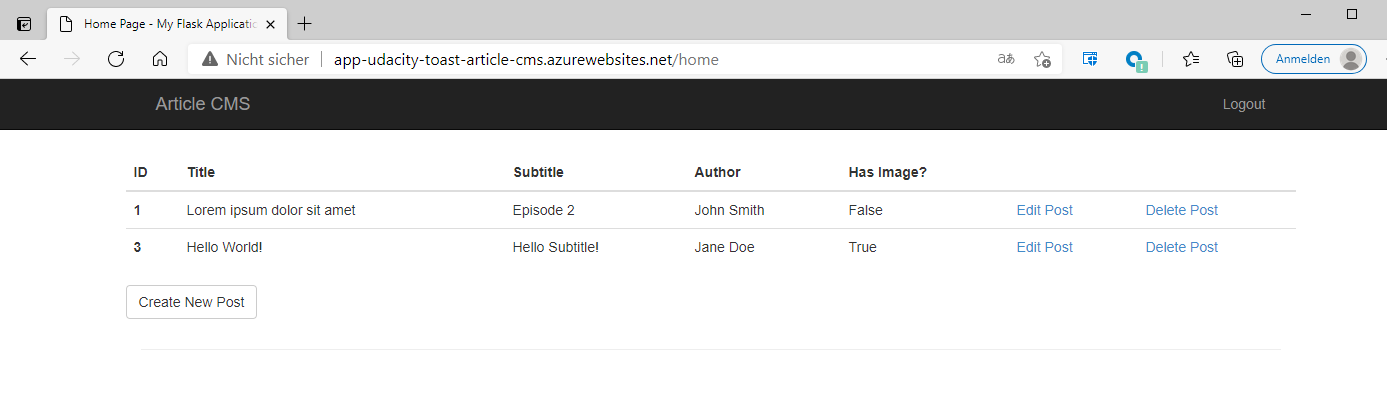 Home Page - My Flask Applicatio
Nicht sicher | app-udacity-toast-article-cms.azurewebsites.net/home aあ Anmelden
Article CMS Logout
ID Title Subtitle Author Has Image?
1 Lorem ipsum dolor sit amet Episode 2 John Smith False Edit Post Delete Post
3 Hello World! Hello Subtitle! Jane Doe True Edit Post Delete Post
Create New Post